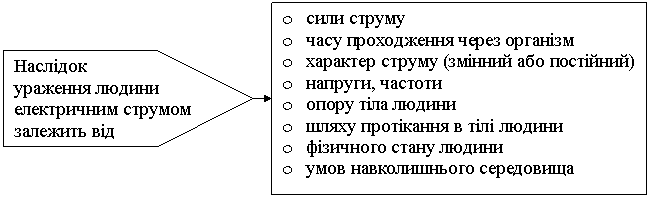 Наслідок
ураження людини
електричним струмом
залежить від
o сили струму
o часу проходження через організм
o характер струму (змінний або постійний)
o напруги, частоти
o опору тіла людини
o шляху протікання в тілі людини
o фізичного стану людини
o умов навколишнього середовища